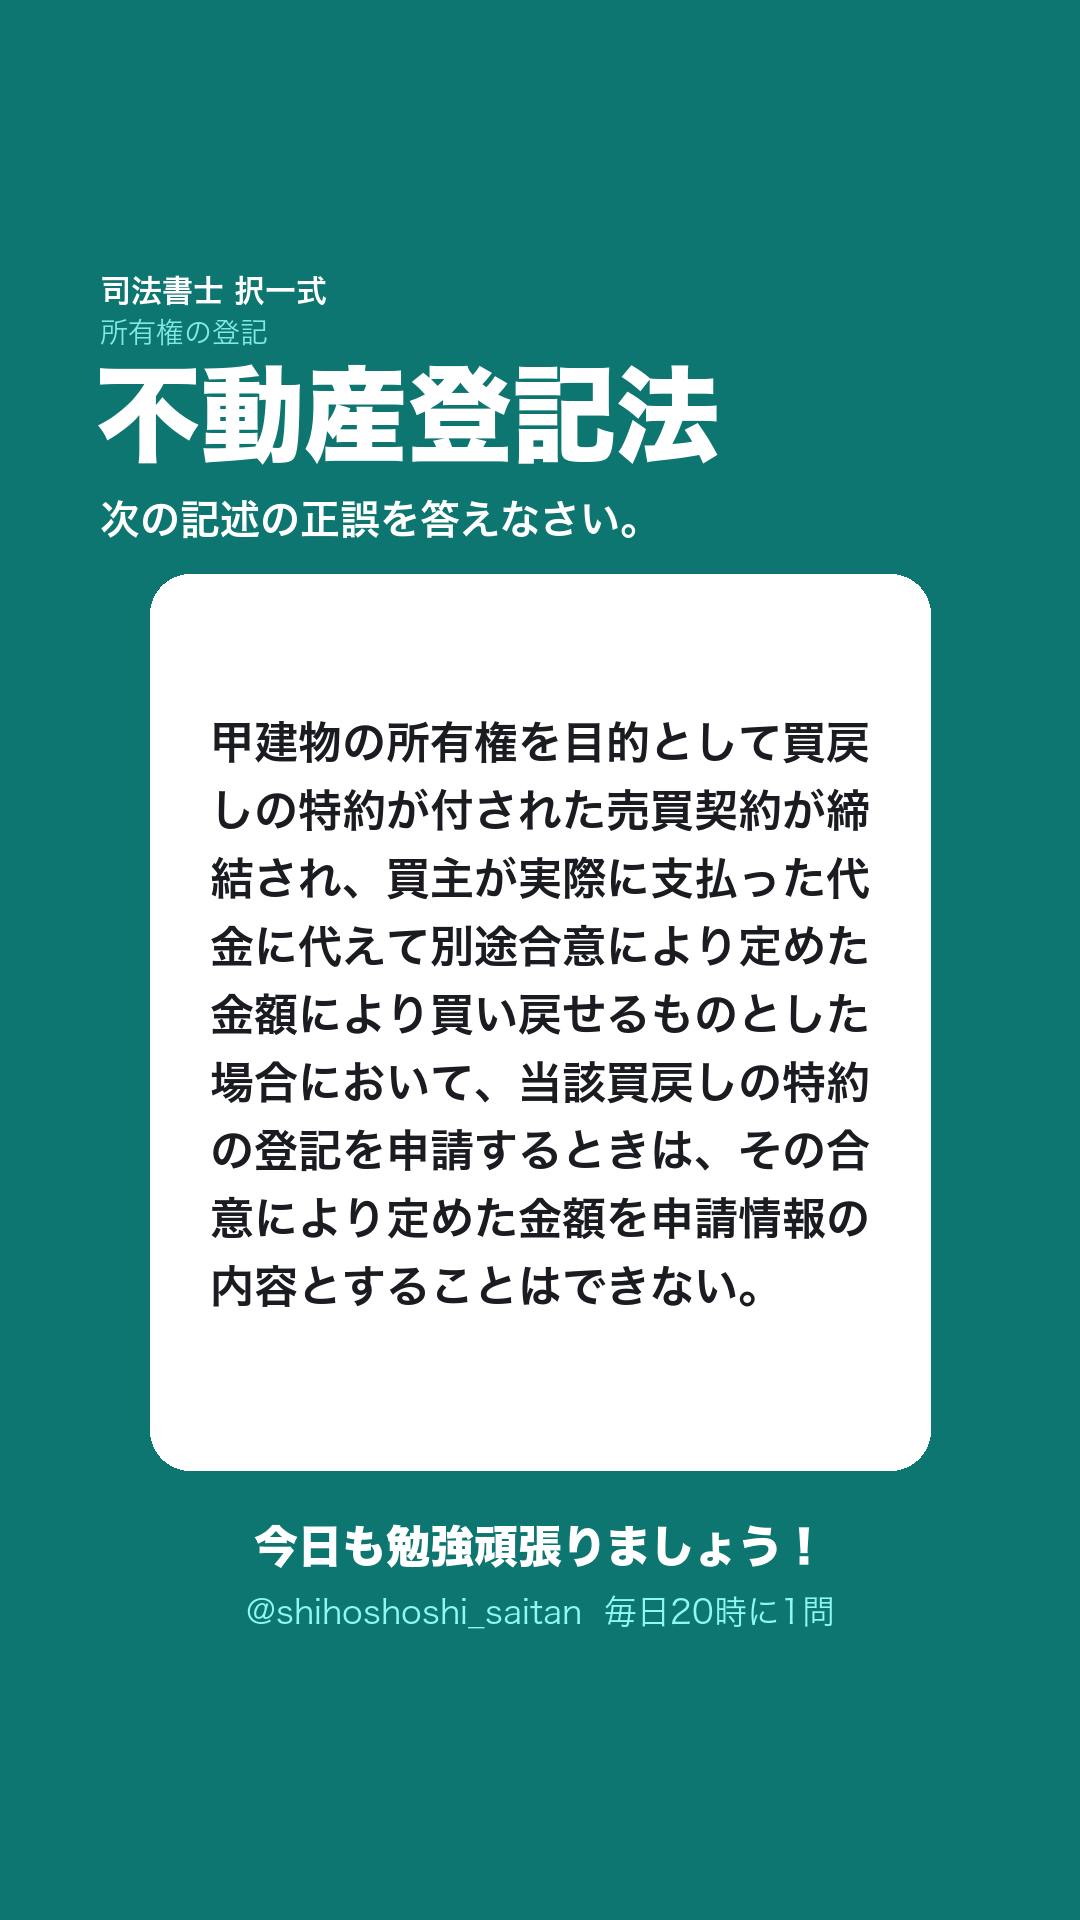 司法書士 択一式
所有権の登記
不動産登記法
次の記述の正誤を答えなさい。
甲建物の所有権を目的として買戻
しの特約が付された売買契約が締
結され、買主が実際に支払った代
金に代えて別途合意により定めた
金額により買い戻せるものとした
場合において、当該買戻しの特約
の登記を申請するときは、その合
意により定めた金額を申請情報の
内容とすることはできない。
今日も勉強頑張りましょう！
@shihoshoshi_saitan 毎日20時に1問